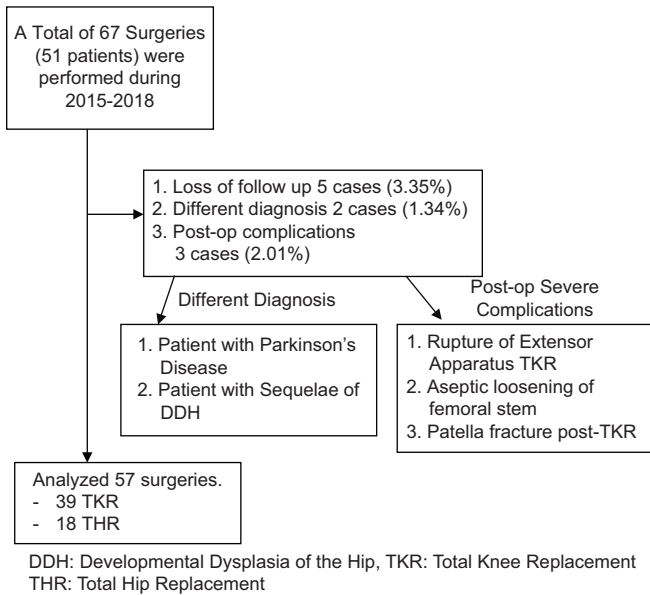 A Total of 67 Surgeries
(51 patients) were
performed during
2015-2018
1. Loss of follow up 5 cases (3.35%)
2. Different diagnosis 2 cases (1.34%)
3. Post-op complications
3 cases (2.01%)
Different Diagnosis
Post-op Severe
Complications
1. Patient with Parkinson's
Disease
2. Patient with Sequelae of
DDH
1. Rupture of Extensor
Apparatus TKR
2. Aseptic loosening of
femoral stem
3. Patella fracture post-TKR
Analyzed 57 surgeries.
- 39 TKR
- 18 THR
DDH: Developmental Dysplasia of the Hip, TKR: Total Knee Replacement
THR: Total Hip Replacement